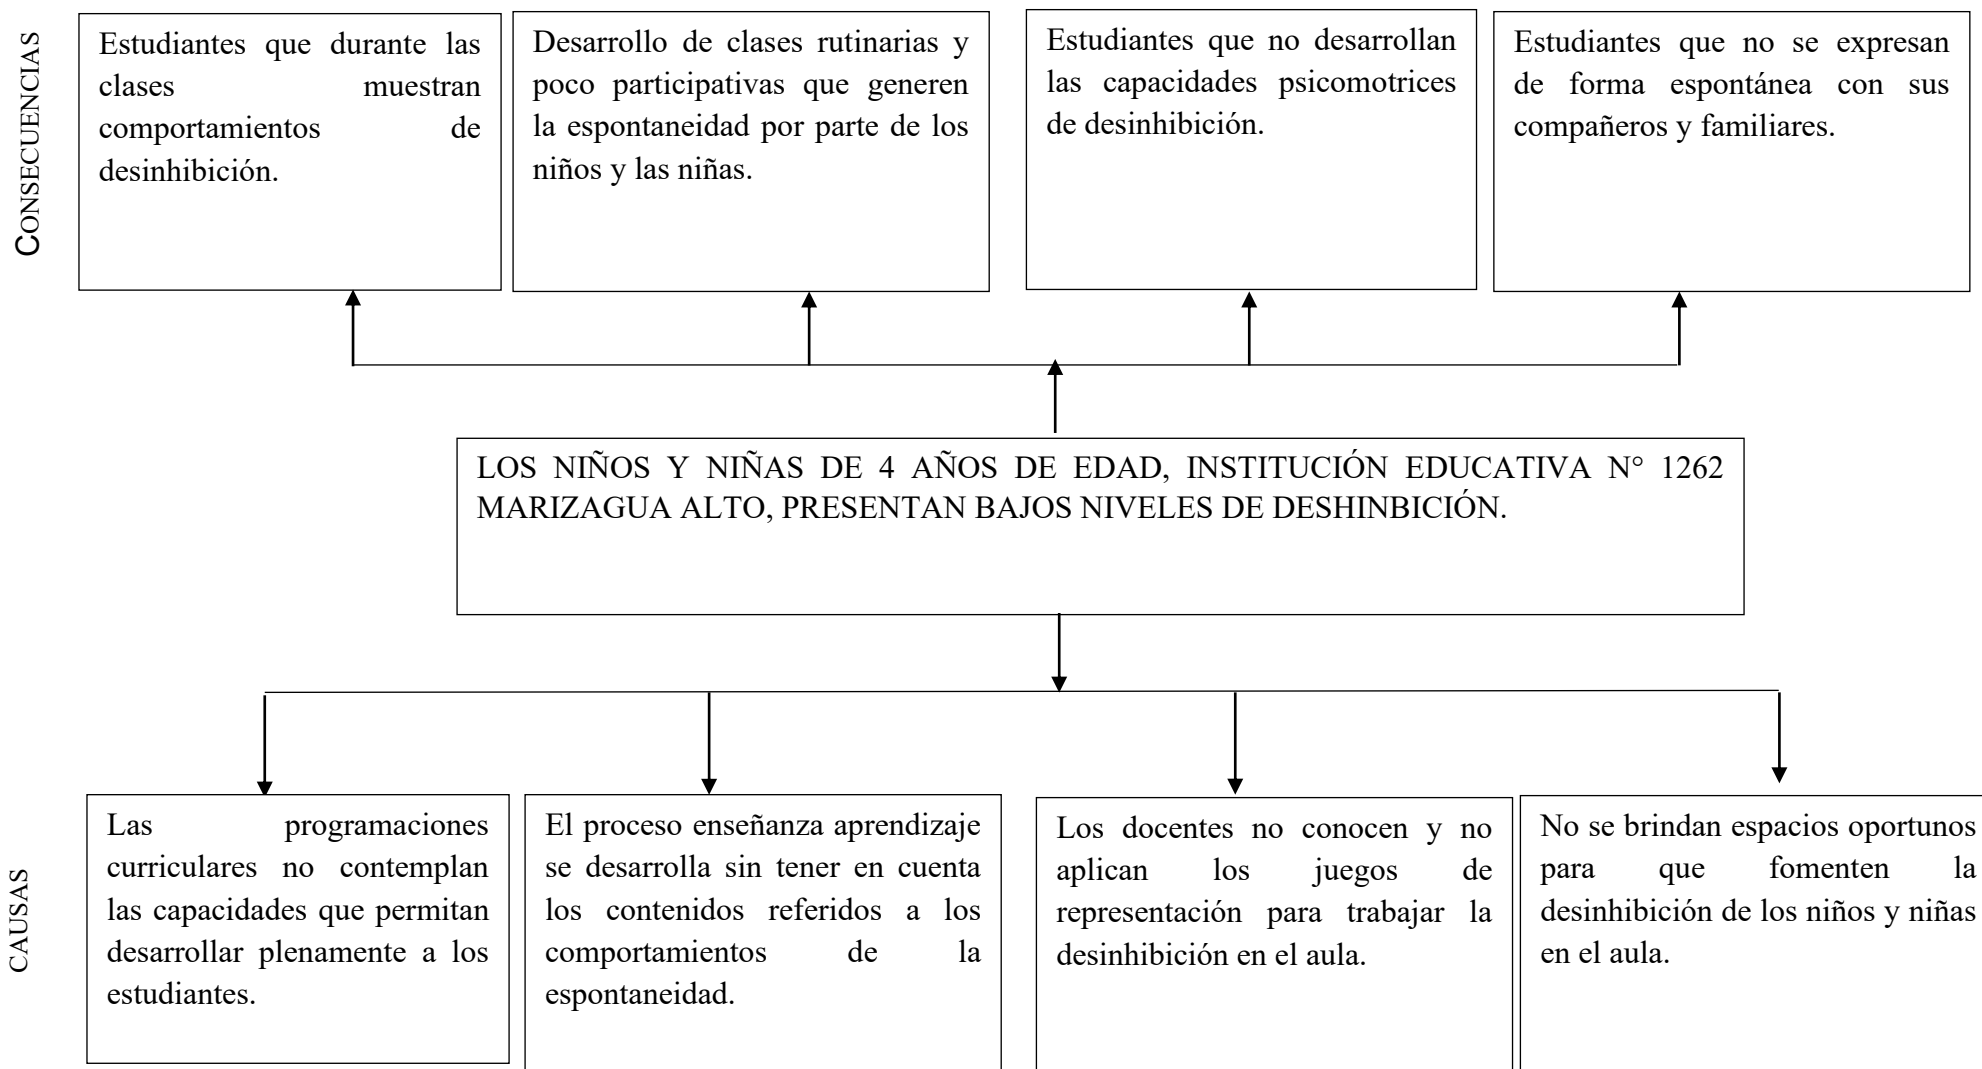 CONSECUENCIAS
Estudiantes que durante las
clases muestran
comportamientos de
desinhibición.
Desarrollo de clases rutinarias y
poco participativas que generen
la espontaneidad por parte de los
niños y las niñas.
Estudiantes que no desarrollan
las capacidades psicomotrices
de desinhibición.
Estudiantes que no se expresan
de forma espontánea con sus
compañeros y familiares.
LOS NIÑOS Y NIÑAS DE 4 AÑOS DE EDAD, INSTITUCIÓN EDUCATIVA N° 1262
MARIZAGUA ALTO, PRESENTAN BAJOS NIVELES DE DESHINBICIÓN.
CAUSAS
Las programaciones
curriculares no contemplan
las capacidades que permitan
desarrollar plenamente a los
estudiantes.
El proceso enseñanza aprendizaje
se desarrolla sin tener en cuenta
los contenidos referidos a los
comportamientos de la
espontaneidad.
Los docentes no conocen y no
aplican los juegos de
representación para trabajar la
desinhibición en el aula.
No se brindan espacios oportunos
para que fomenten la
desinhibición de los niños y niñas
en el aula.